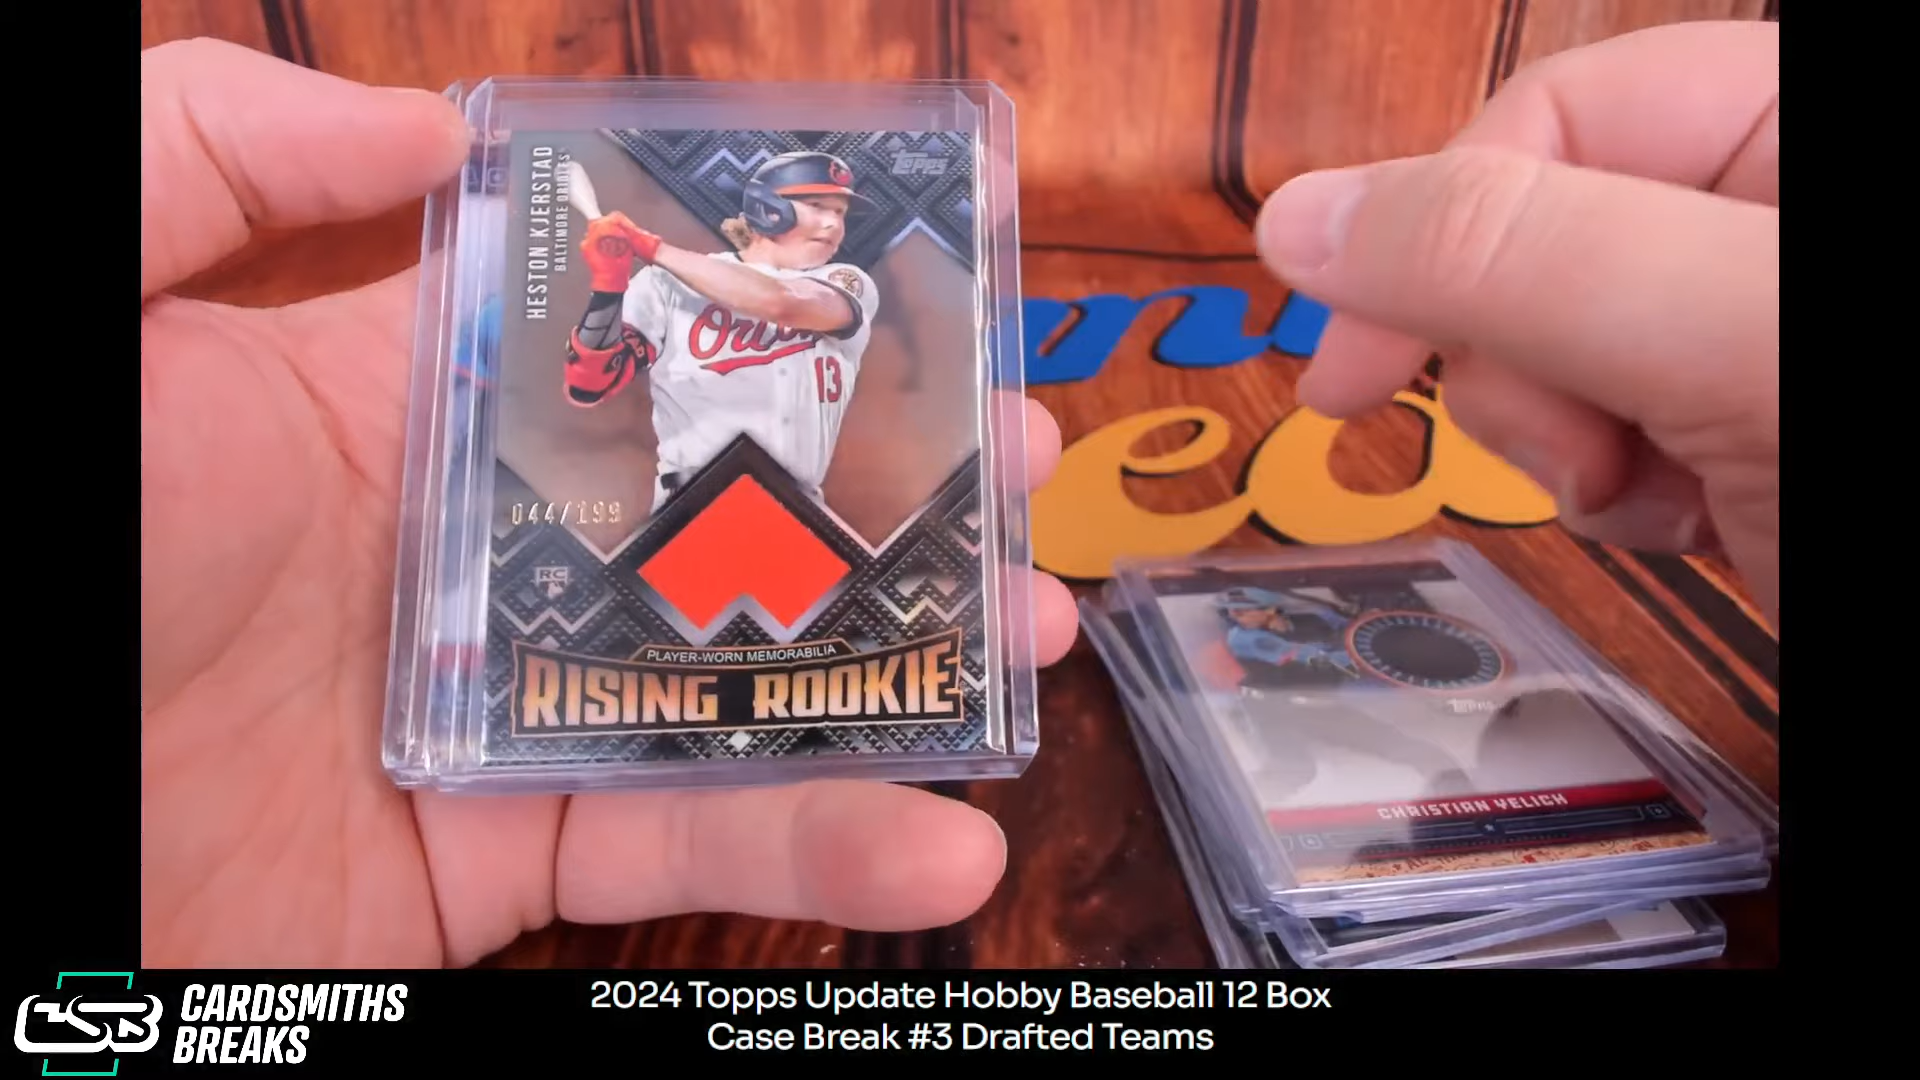 HESTON KJERSTAD
BALTIMORE ORIOLES
Topps
Orioles
13
044/199
RC
PLAYER-WORN MEMORABILIA
RISING ROOKIE
Topps
CHRISTIAN YELICH
CSB
CARDSMITHS
BREAKS
2024 Topps Update Hobby Baseball 12 Box
Case Break #3 Drafted Teams